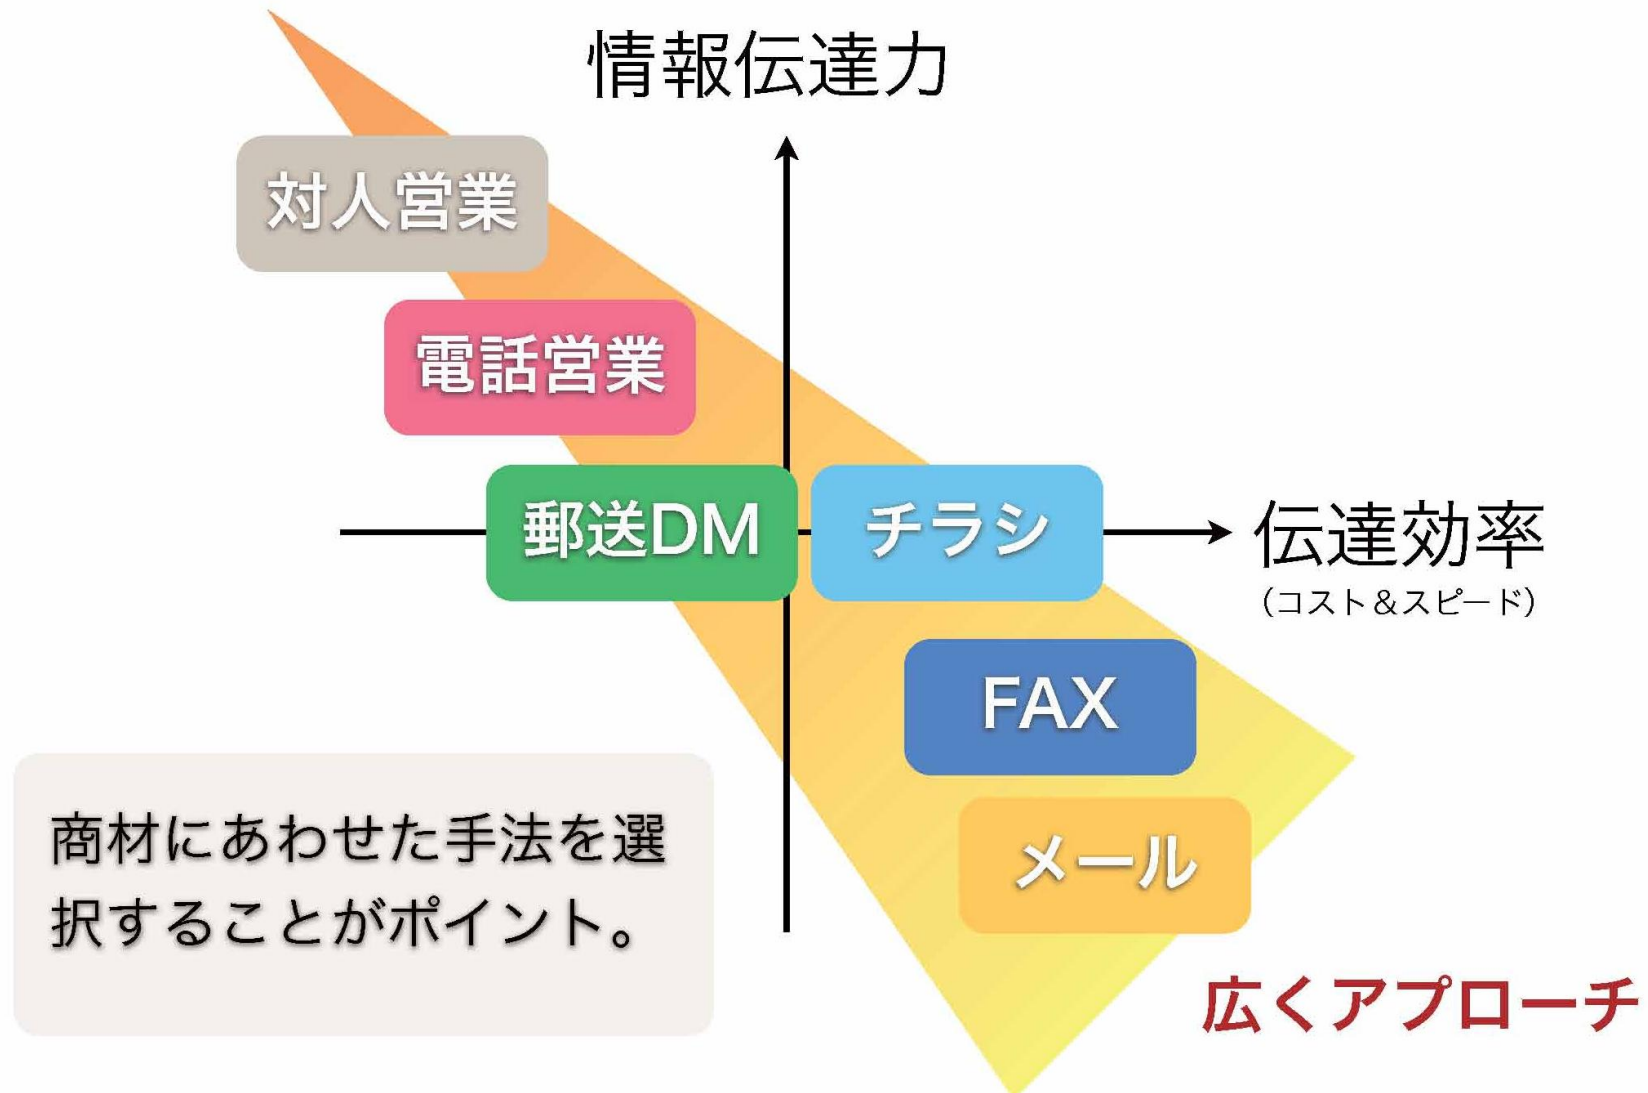 情報伝達力
対人営業
電話営業
郵送DM
チラシ
伝達効率
（コスト＆スピード）
FAX
メール
商材にあわせた手法を選
択することがポイント。
広くアプローチ